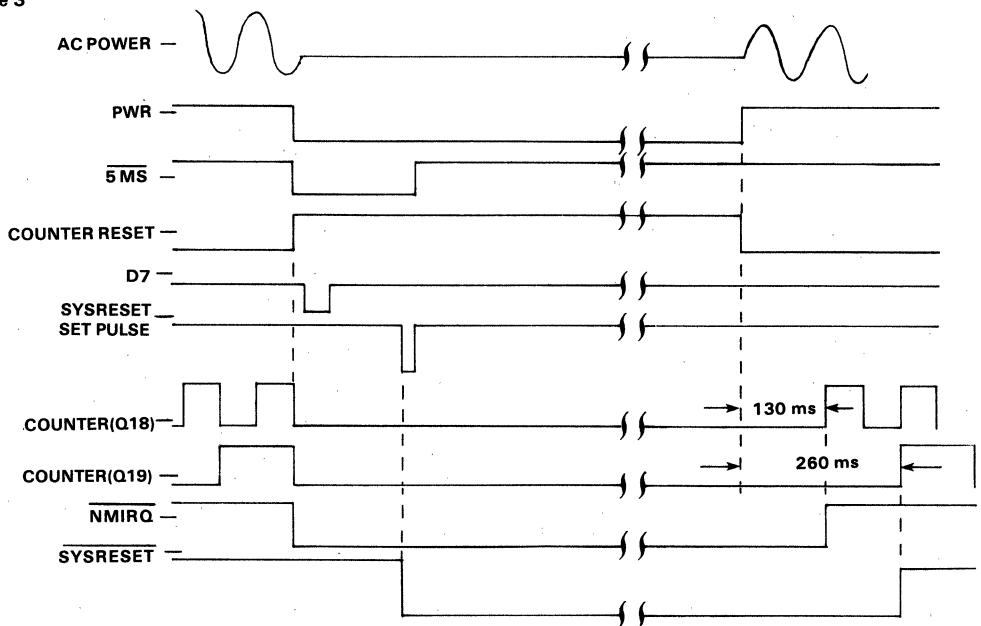 e 3
AC POWER
PWR
5 MS
COUNTER RESET
D7
SYSRESET
SET PULSE
COUNTER(Q18)
130 ms
COUNTER(Q19)
260 ms
NMIRQ
SYSRESET